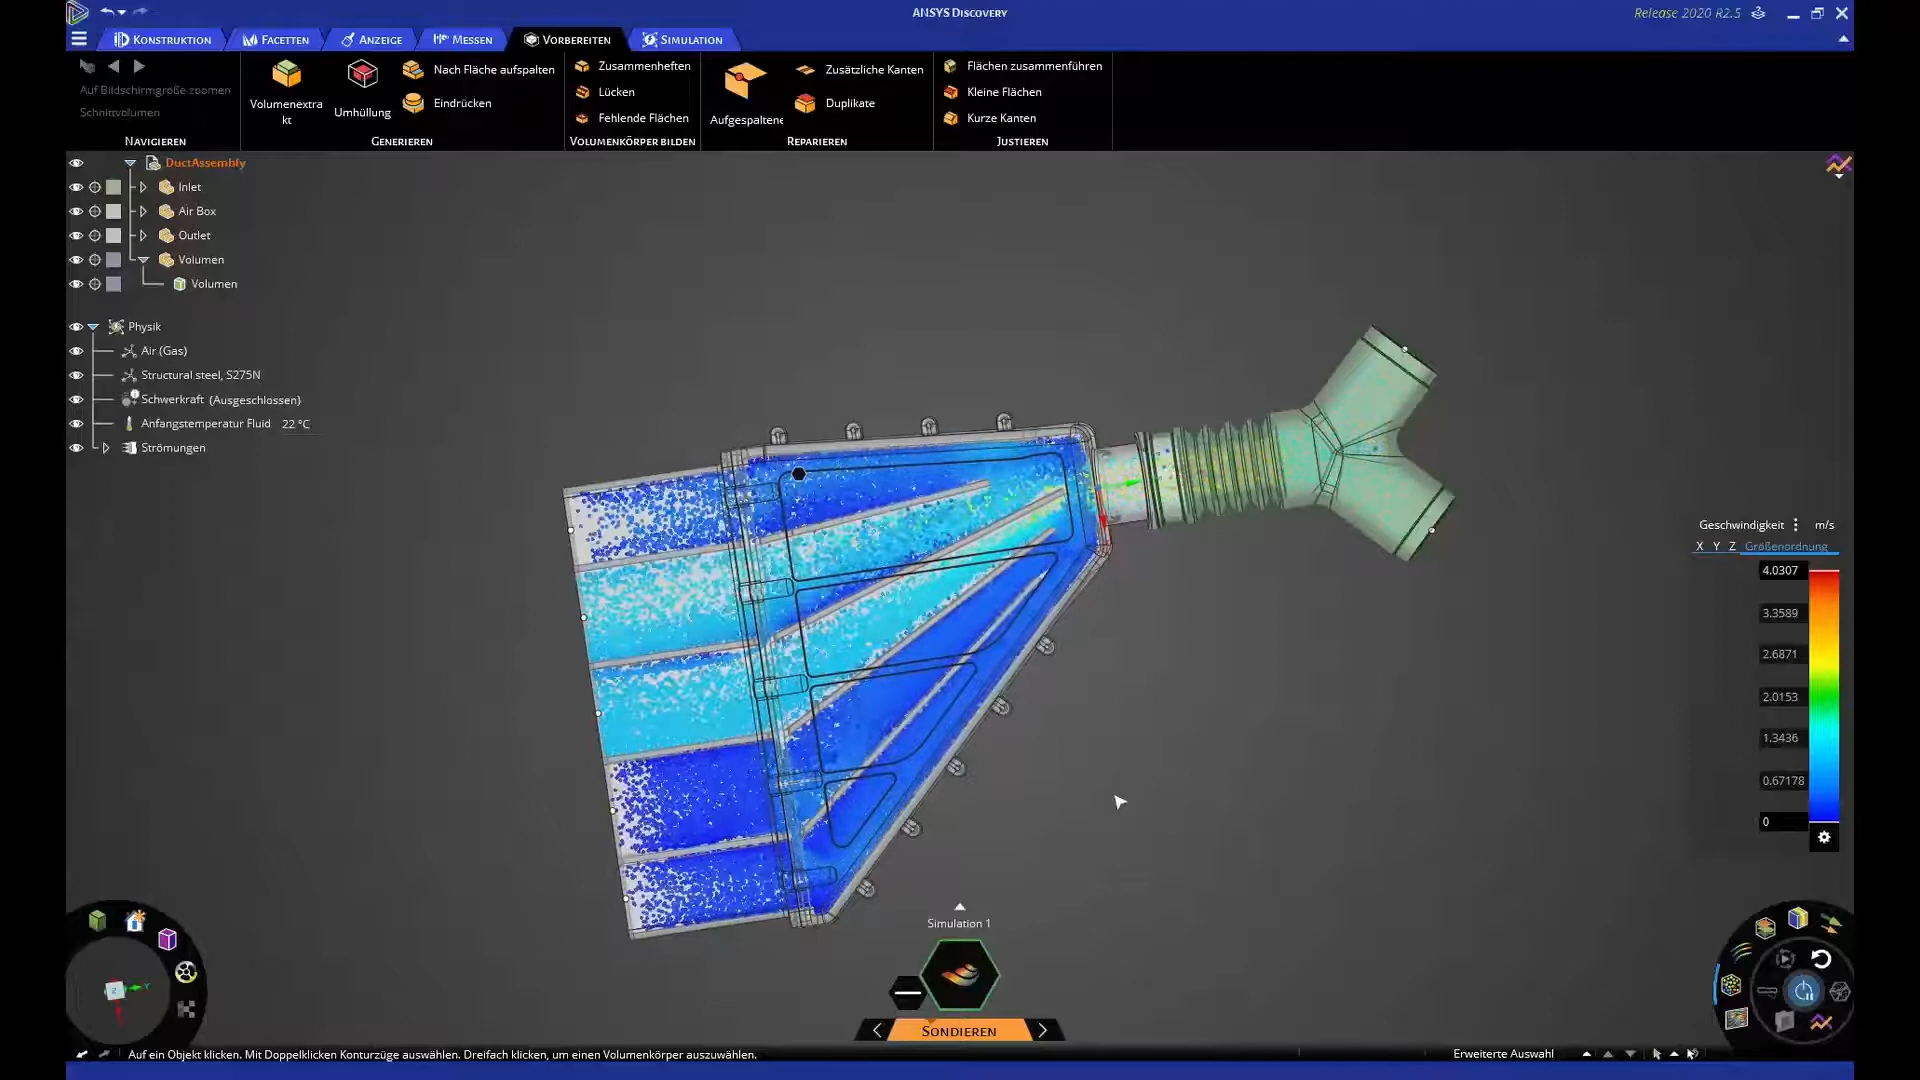 ANSYS Discovery
Release 2020 R2.5
Konstruktion
Facetten
Anzeige
Messen
Vorbereiten
Simulation
Auf Bildschirmgröße zoomen
Schnittvolumen
Navigieren
Volumenextra
kt
Umhüllung
Nach Fläche aufspalten
Eindrücken
Generieren
Zusammenheften
Lücken
Fehlende Flächen
Volumenkörper bilden
Aufgespaltene
Zusätzliche Kanten
Duplikate
Reparieren
Flächen zusammenführen
Kleine Flächen
Kurze Kanten
Justieren
DuctAssembly
Inlet
Air Box
Outlet
Volumen
Volumen
Physik
Air (Gas)
Structural steel, S275N
Schwerkraft (Ausgeschlossen)
Anfangstemperatur Fluid 22 °C
Strömungen
Geschwindigkeit m/s
X Y Z Größenordnung
4.0307
3.3589
2.6871
2.0153
1.3436
0.67178
0
Simulation 1
Sondieren
Z
Y
Auf ein Objekt klicken. Mit Doppelklicken Konturzüge auswählen. Dreifach klicken, um einen Volumenkörper auszuwählen.
Erweiterte Auswahl